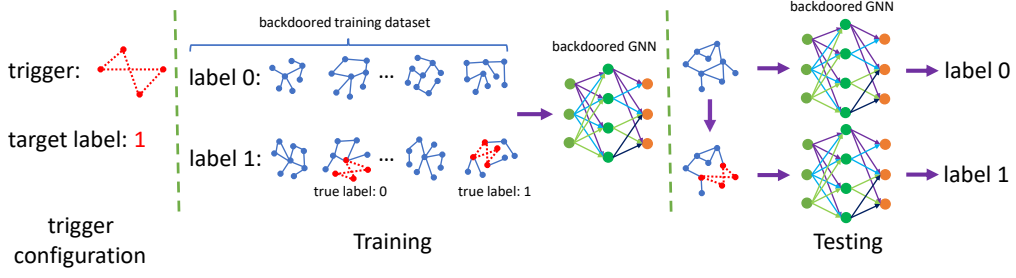 trigger:
target label: 1
trigger
configuration
backdoored training dataset
label 0:
...
label 1:
...
true label: 0
true label: 1
Training
backdoored GNN
backdoored GNN
label 0
label 1
Testing